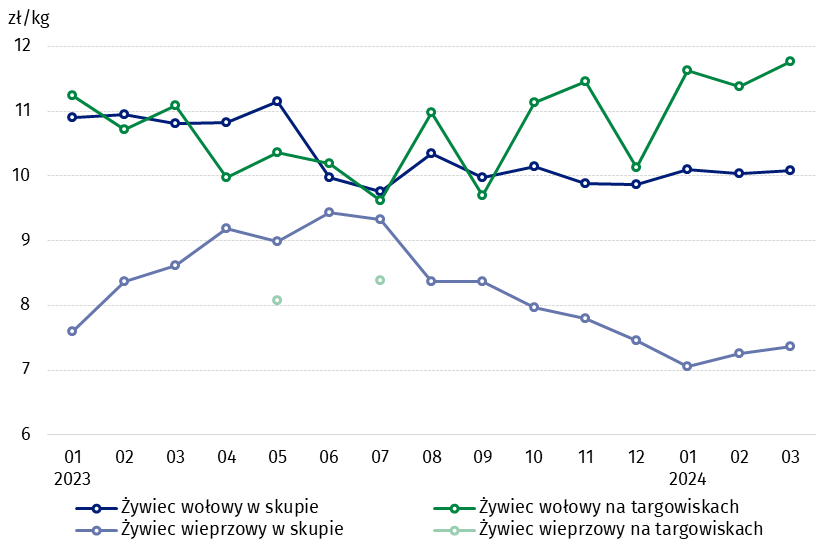 zł/kg
12
11
10
9
8
7
6
01 02 03 04 05 06 07 08 09 10 11 12 01 02 03
2023 2024
Żywiec wołowy w skupie Żywiec wołowy na targowiskach
Żywiec wieprzowy w skupie Żywiec wieprzowy na targowiskach